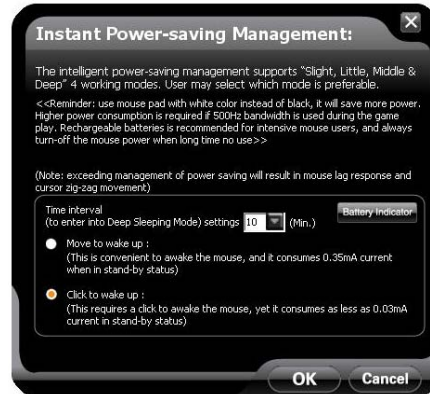 Instant Power-saving Management:
The intelligent power-saving management supports "Slight, Little, Middle &
Deep" 4 working modes. User may select which mode is preferable.
<<Reminder: use mouse pad with white color instead of black, it will save more power.
Higher power consumption is required if 500Hz bandwidth is used during the game
play. Rechargeable batteries is recommended for intensive mouse users, and always
turn-off the mouse power when long time no use>>
(Note: exceeding management of power saving will result in mouse lag response and
cursor zig-zag movement)
Time interval
(to enter into Deep Sleeping Mode) settings 10 (Min.)
Battery Indicator
Move to wake up :
(This is convenient to awake the mouse, and it consumes 0.35mA current
when in stand-by status)
Click to wake up :
(This requires a click to awake the mouse, yet it consumes as less as 0.03mA
current in stand-by status)
OK Cancel